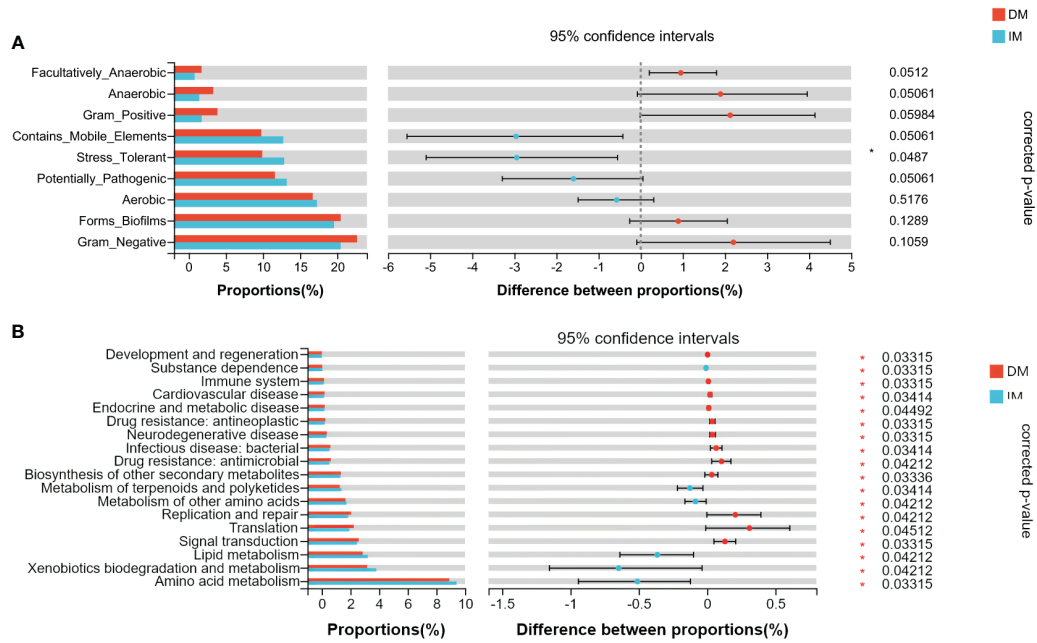 DM
IM
A
95% confidence intervals
Facultatively_Anaerobic
0.0512
Anaerobic
0.05061
Gram_Positive
0.05984
Contains_Mobile_Elements
0.05061
Stress_Tolerant
* 0.0487
Potentially_Pathogenic
0.05061
Aerobic
0.5176
Forms_Biofilms
0.1289
Gram_Negative
0.1059
corrected p-value
0 5 10 15 20
-6 -5 -4 -3 -2 -1 0 1 2 3 4 5
Proportions(%)
Difference between proportions(%)
B
95% confidence intervals
DM
IM
Development and regeneration
* 0.03315
Substance dependence
* 0.03315
Immune system
* 0.03315
Cardiovascular disease
* 0.03414
Endocrine and metabolic disease
* 0.04492
Drug resistance: antineoplastic
* 0.03315
Neurodegenerative disease
* 0.03315
Infectious disease: bacterial
* 0.03414
Drug resistance: antimicrobial
* 0.04212
Biosynthesis of other secondary metabolites
* 0.03336
Metabolism of terpenoids and polyketides
* 0.03414
Metabolism of other amino acids
* 0.04212
Replication and repair
* 0.04212
Translation
* 0.04512
Signal transduction
* 0.03315
Lipid metabolism
* 0.04212
Xenobiotics biodegradation and metabolism
* 0.04212
Amino acid metabolism
* 0.03315
corrected p-value
0 2 4 6 8 10
-1.5 -1 -0.5 0 0.5
Proportions(%)
Difference between proportions(%)